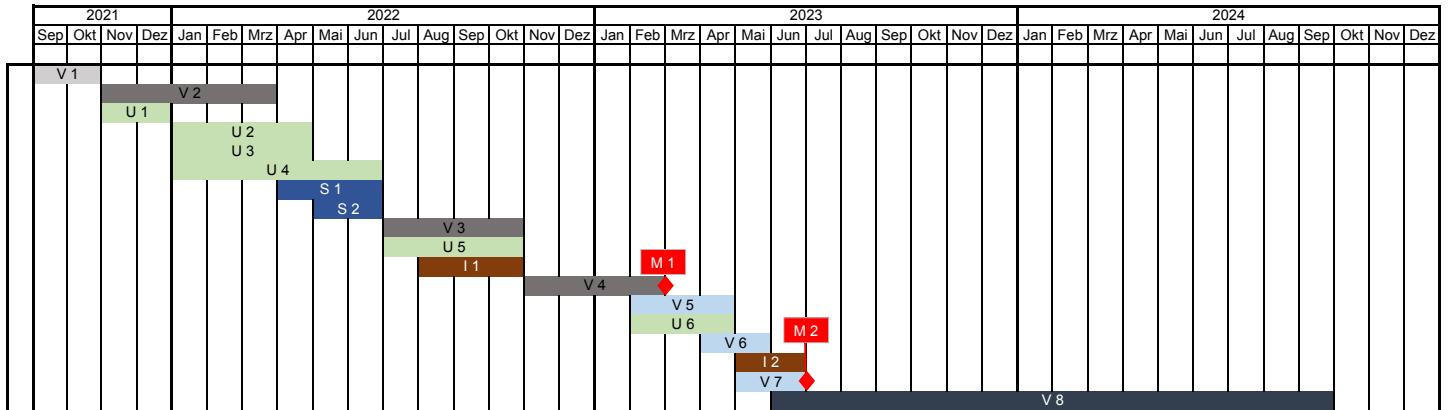 2021 2022 2023 2024
Sep Okt Nov Dez Jan Feb Mrz Apr Mai Jun Jul Aug Sep Okt Nov Dez Jan Feb Mrz Apr Mai Jun Jul Aug Sep Okt Nov Dez Jan Feb Mrz Apr Mai Jun Jul Aug Sep Okt Nov Dez
V 1
V 2
U 1
U 2
U 3
U 4
S 1
S 2
V 3
U 5
I 1
M 1
V 4
V 5
U 6
M 2
V 6
I 2
V 7
V 8